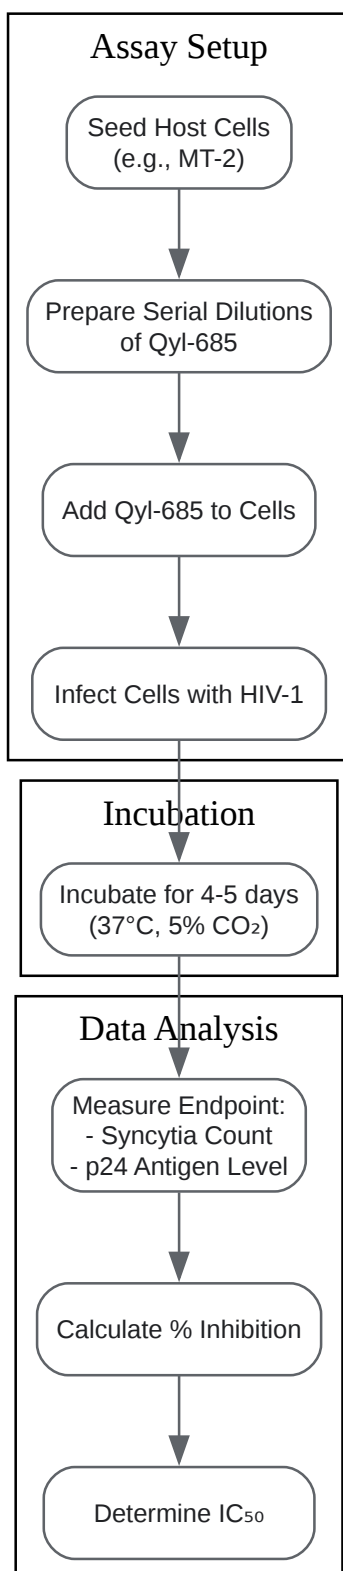 Assay Setup
Seed Host Cells
(e.g., MT-2)
Prepare Serial Dilutions
of Qyl-685
Add Qyl-685 to Cells
Infect Cells with HIV-1
Incubation
Incubate for 4-5 days
(37°C, 5% CO₂)
Data Analysis
Measure Endpoint:
- Syncytia Count
- p24 Antigen Level
Calculate % Inhibition
Determine IC₅₀